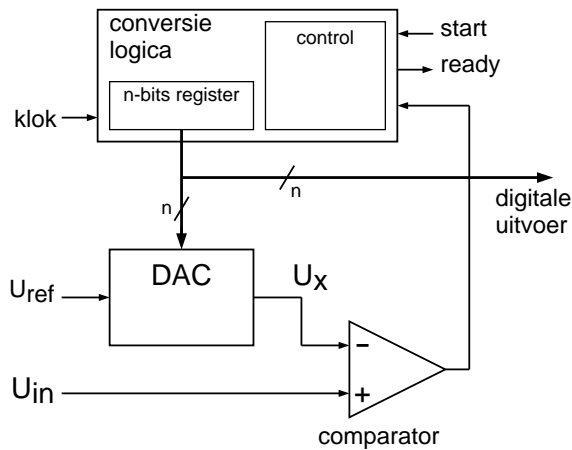 conversie
logica
control
start
ready
n-bits register
klok
n
n
digitale
uitvoer
DAC
Ux
Uref
-
Uin
+
comparator